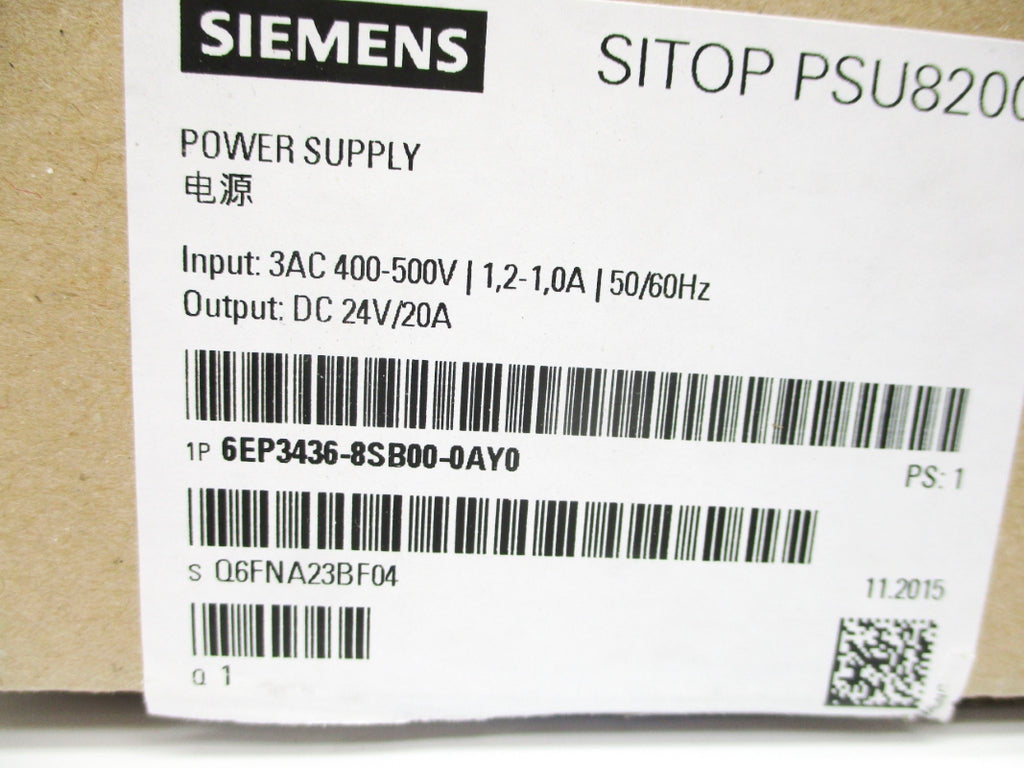 SIEMENS
SITOP PSU8200
POWER SUPPLY
电源
Input: 3AC 400-500V | 1,2-1,0A | 50/60Hz
Output: DC 24V/20A
1P 6EP3436-8SB00-0AY0
PS: 1
S Q6FNA23BF04
11.2015
Q 1